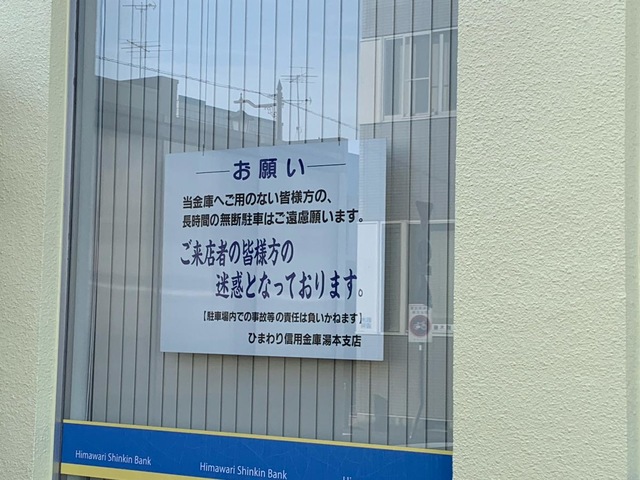 お願い
当金庫へご用のない皆様方の、
長時間の無断駐車はご遠慮願います。
ご来店者の皆様方の
迷惑となっております。
【駐車場内での事故等の責任は負いかねます】
ひまわり信用金庫湯本支店
Himawari Shinkin Bank
Himawari Shinkin Bank